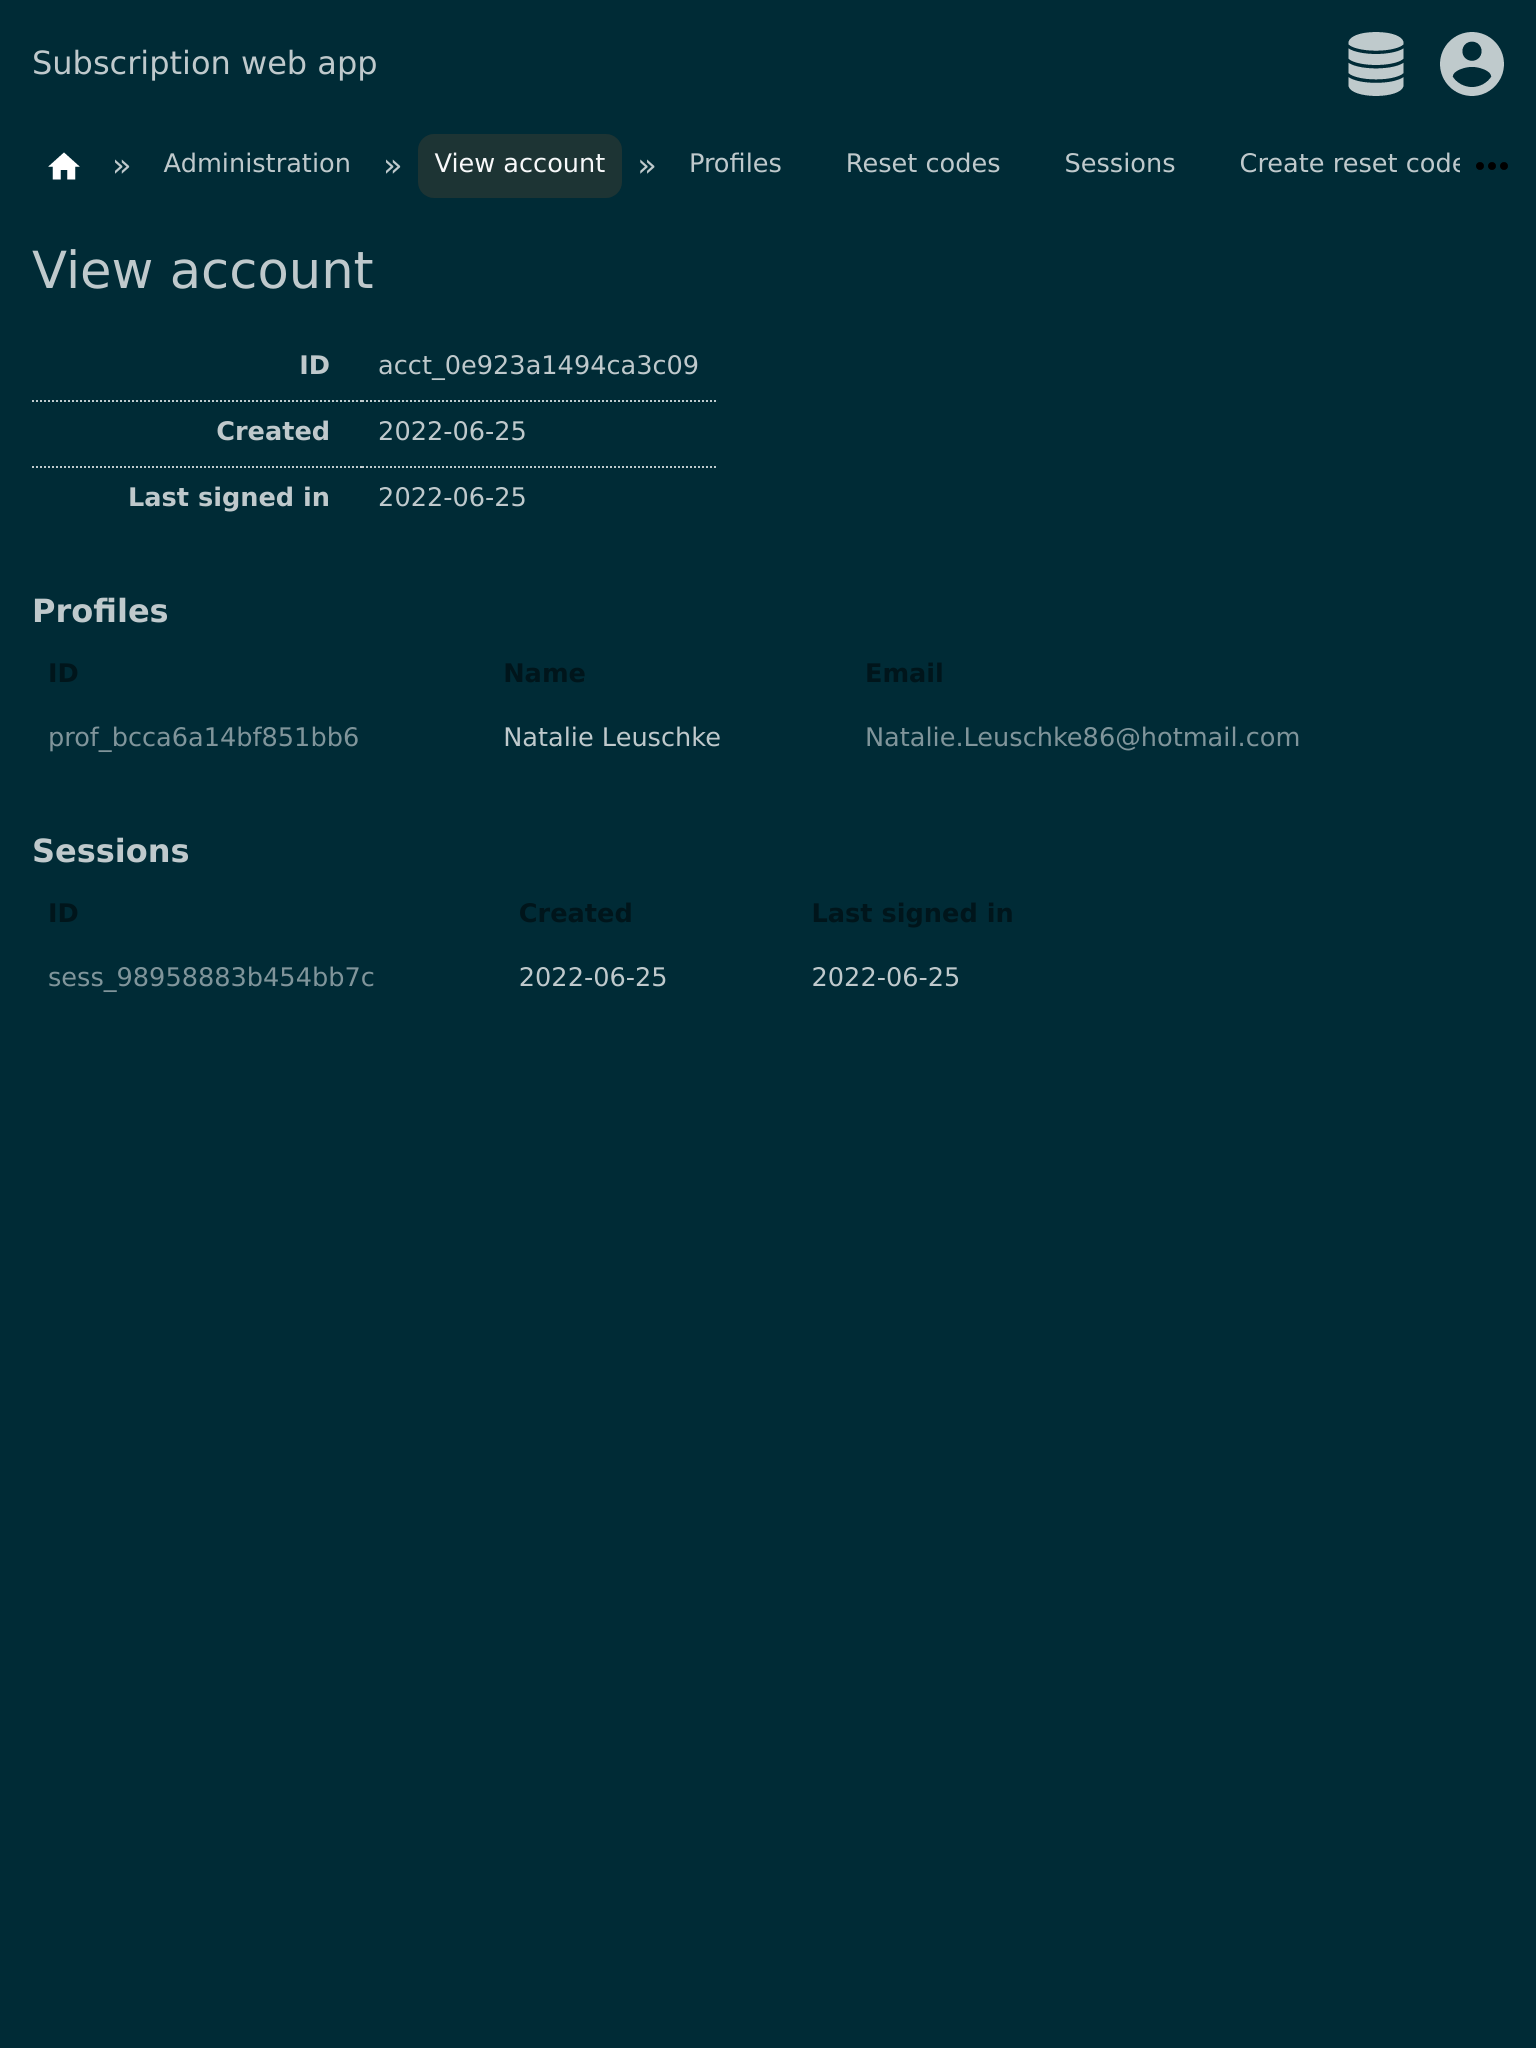 Subscription web app
» Administration » View account » Profiles Reset codes Sessions Create reset code
View account
ID acct_0e923a1494ca3c09
Created 2022-06-25
Last signed in 2022-06-25
Profiles
ID Name Email
prof_bcca6a14bf851bb6 Natalie Leuschke Natalie.Leuschke86@hotmail.com
Sessions
ID Created Last signed in
sess_98958883b454bb7c 2022-06-25 2022-06-25